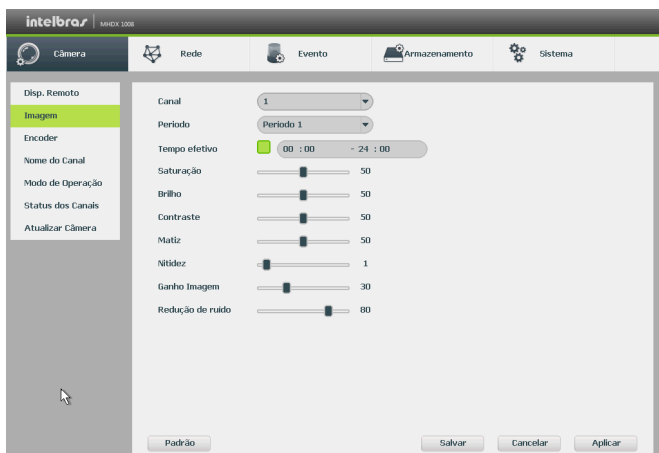 intelbras MHDX 1008
Câmera Rede Evento Armazenamento Sistema
Disp. Remoto
Imagem
Encoder
Nome do Canal
Modo de Operação
Status dos Canais
Atualizar Câmera
Canal 1
Periodo Periodo 1
Tempo efetivo 00 : 00 - 24 : 00
Saturação 50
Brilho 50
Contraste 50
Matiz 50
Nitidez 1
Ganho Imagem 30
Redução de ruído 80
Padrão Salvar Cancelar Aplicar